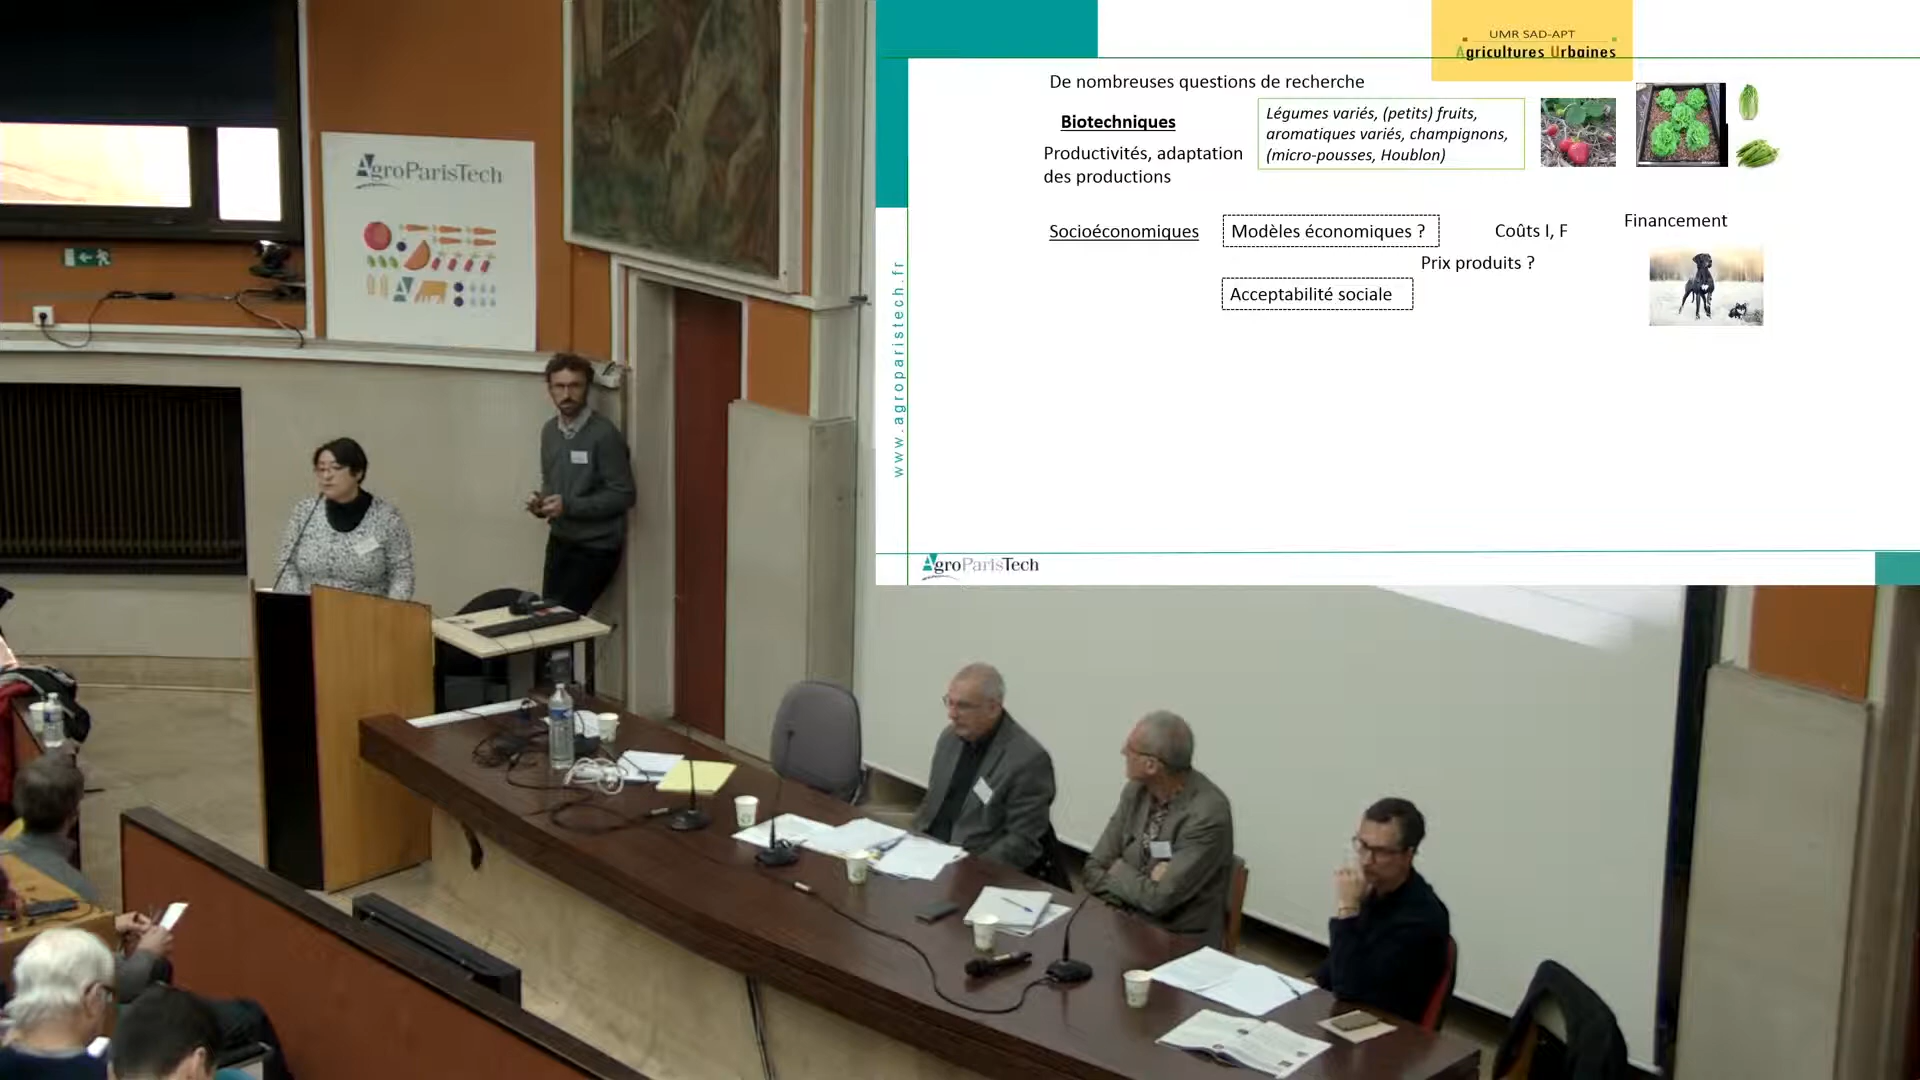 AgroParisTech
UMR SAD-APT
Agricultures Urbaines
De nombreuses questions de recherche
Biotechniques
Productivités, adaptation
des productions
Légumes variés, (petits) fruits,
aromatiques variés, champignons,
(micro-pousses, Houblon)
Socioéconomiques
Modèles économiques ?
Coûts I, F
Financement
Prix produits ?
Acceptabilité sociale
www.agroparistech.fr
AgroParisTech